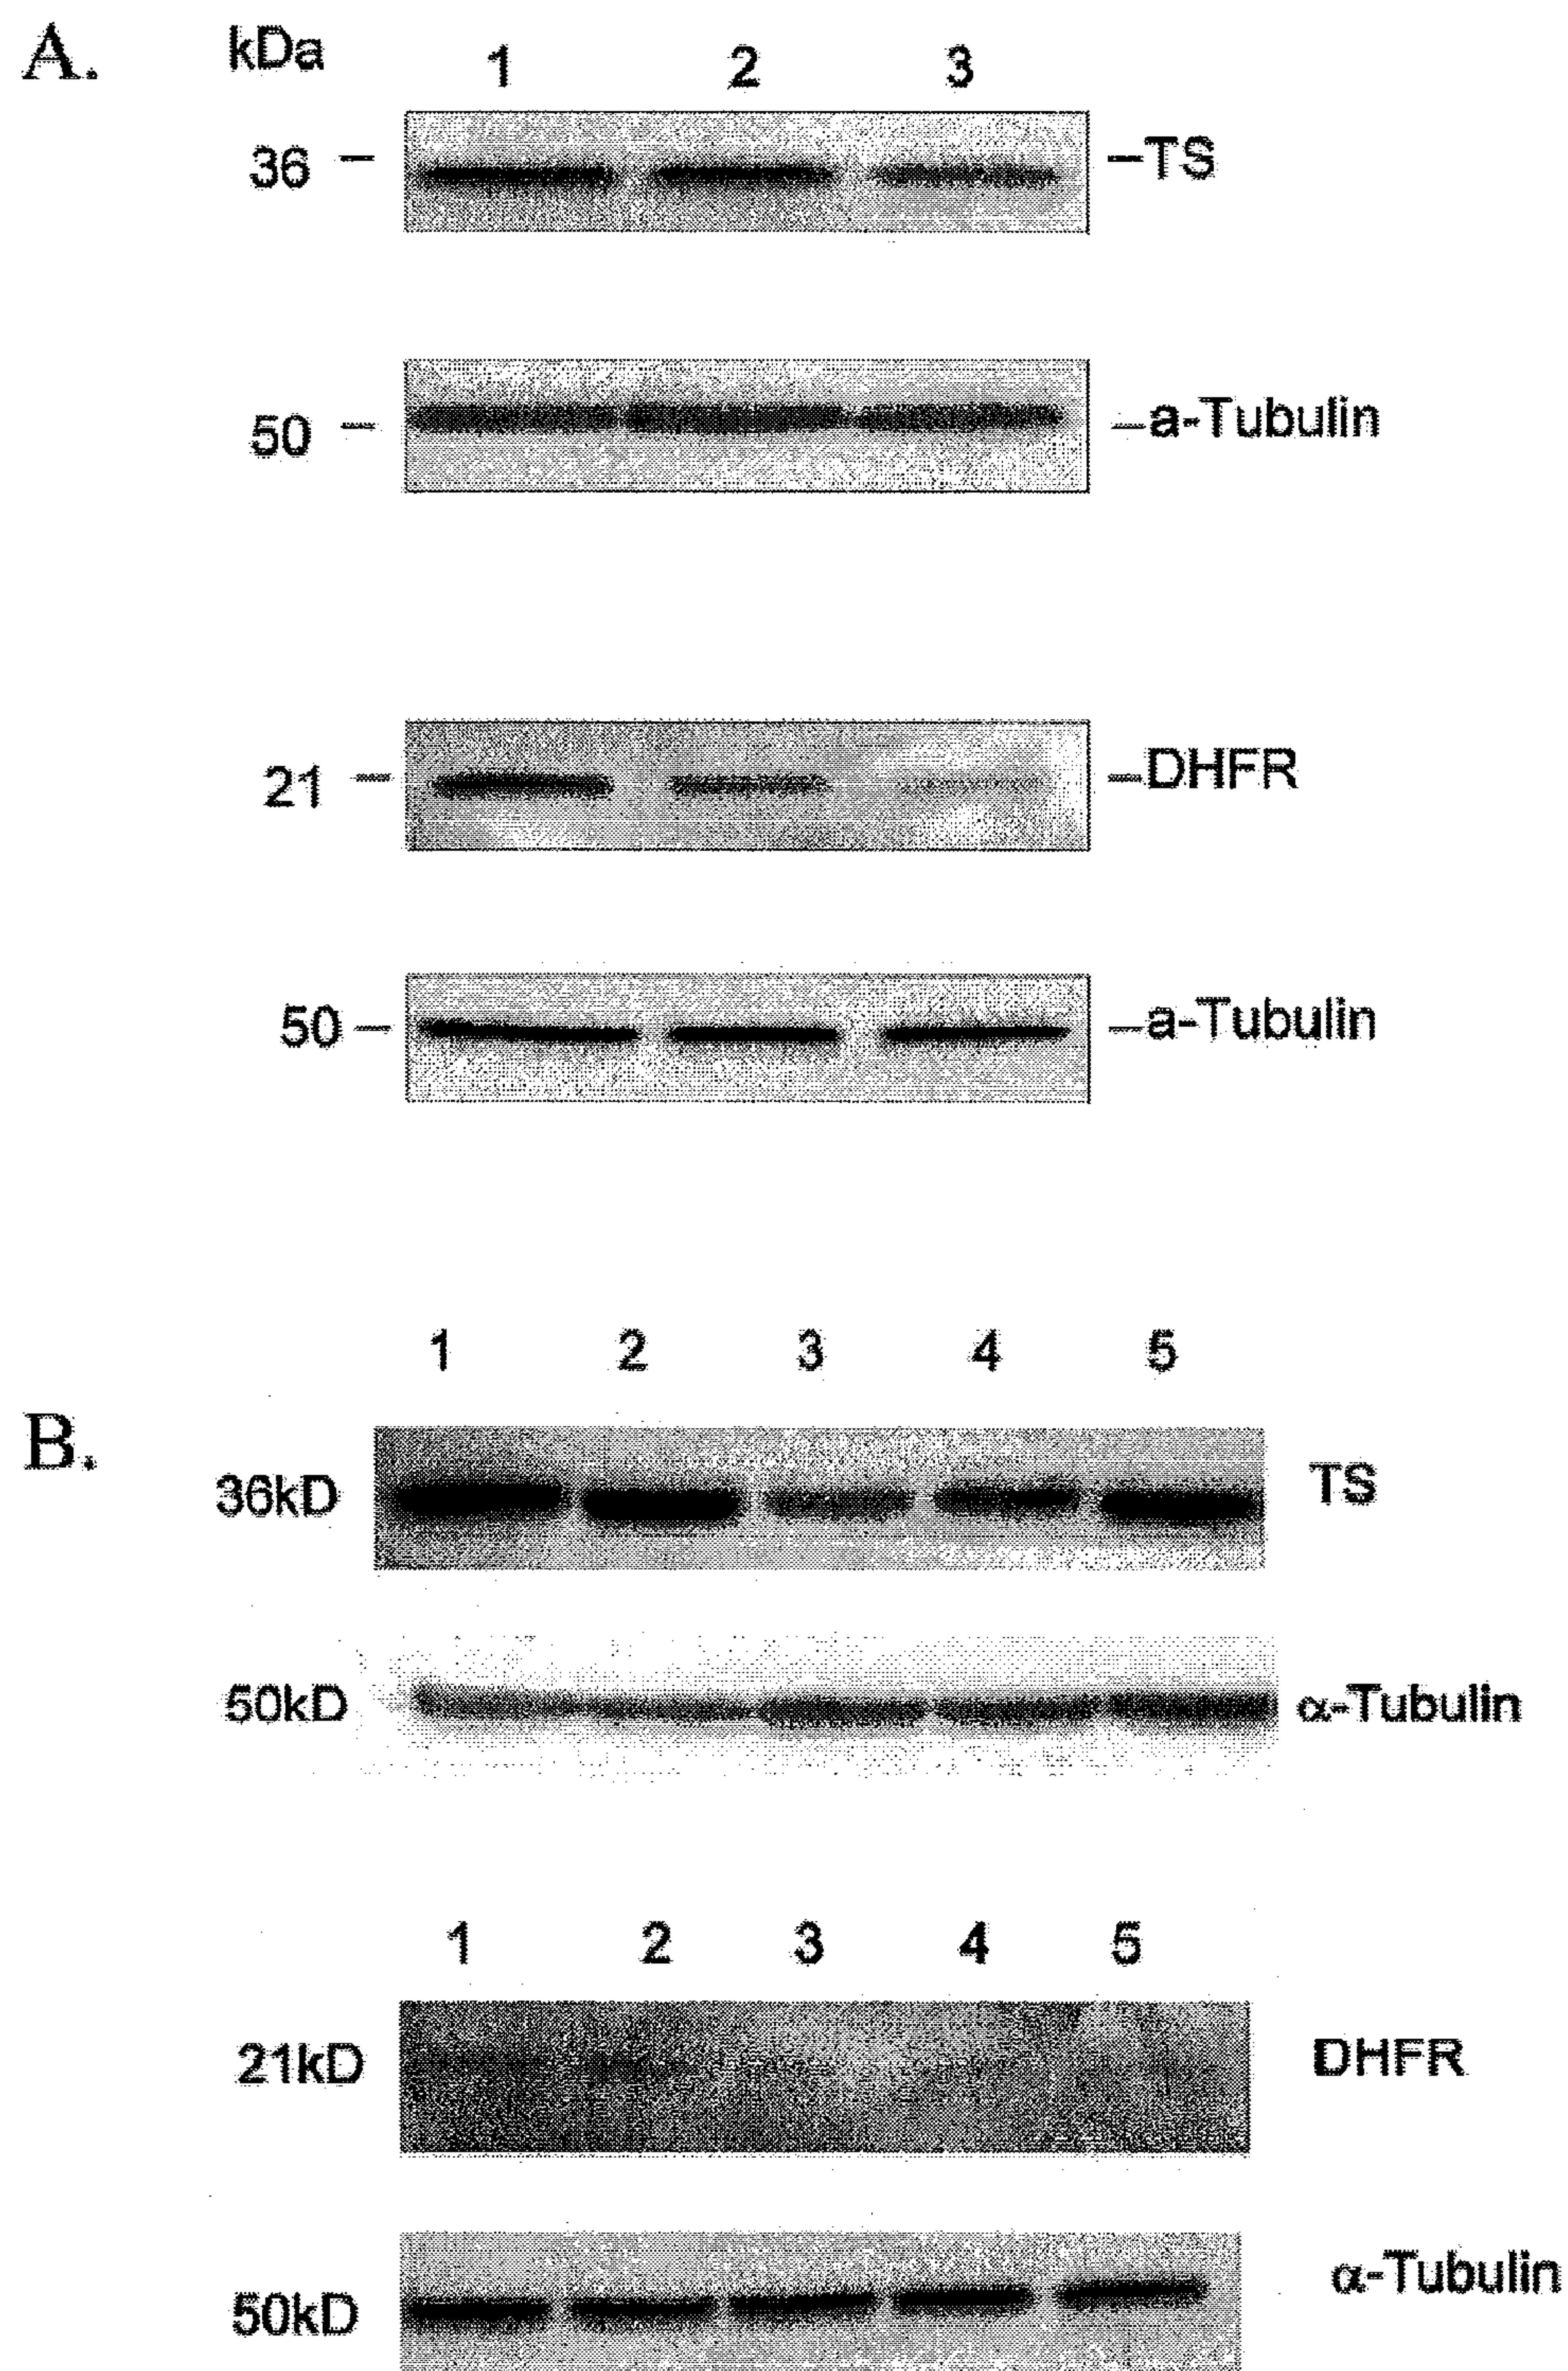 A.
kDa 1 2 3
36 – –TS
50 – –a-Tubulin
21 – –DHFR
50 – –a-Tubulin
1 2 3 4 5
B.
36kD TS
50kD α-Tubulin
1 2 3 4 5
21kD DHFR
50kD α-Tubulin